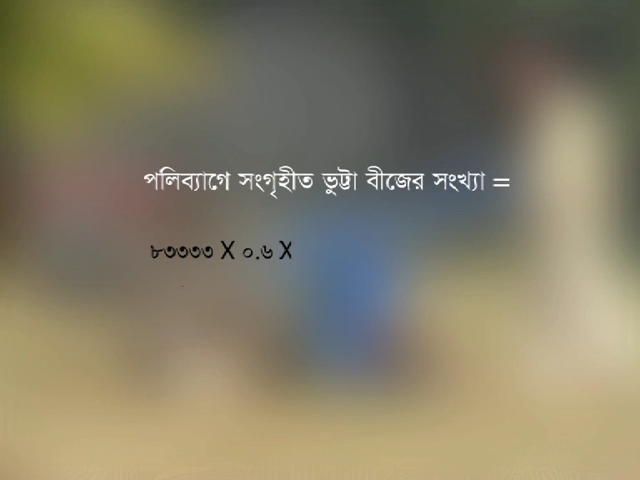 পলিব্যাগে সংগৃহীত ভুট্টা বীজের সংখ্যা =
৮৩৩৩৩ X ০.৬ X